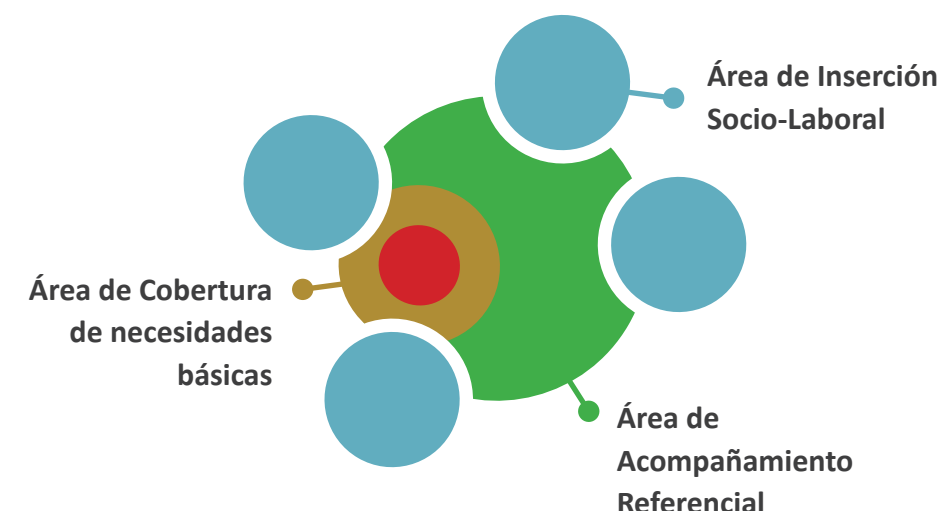 Área de Inserción
Socio-Laboral
Área de Cobertura
de necesidades
básicas
Área de
Acompañamiento
Referencial